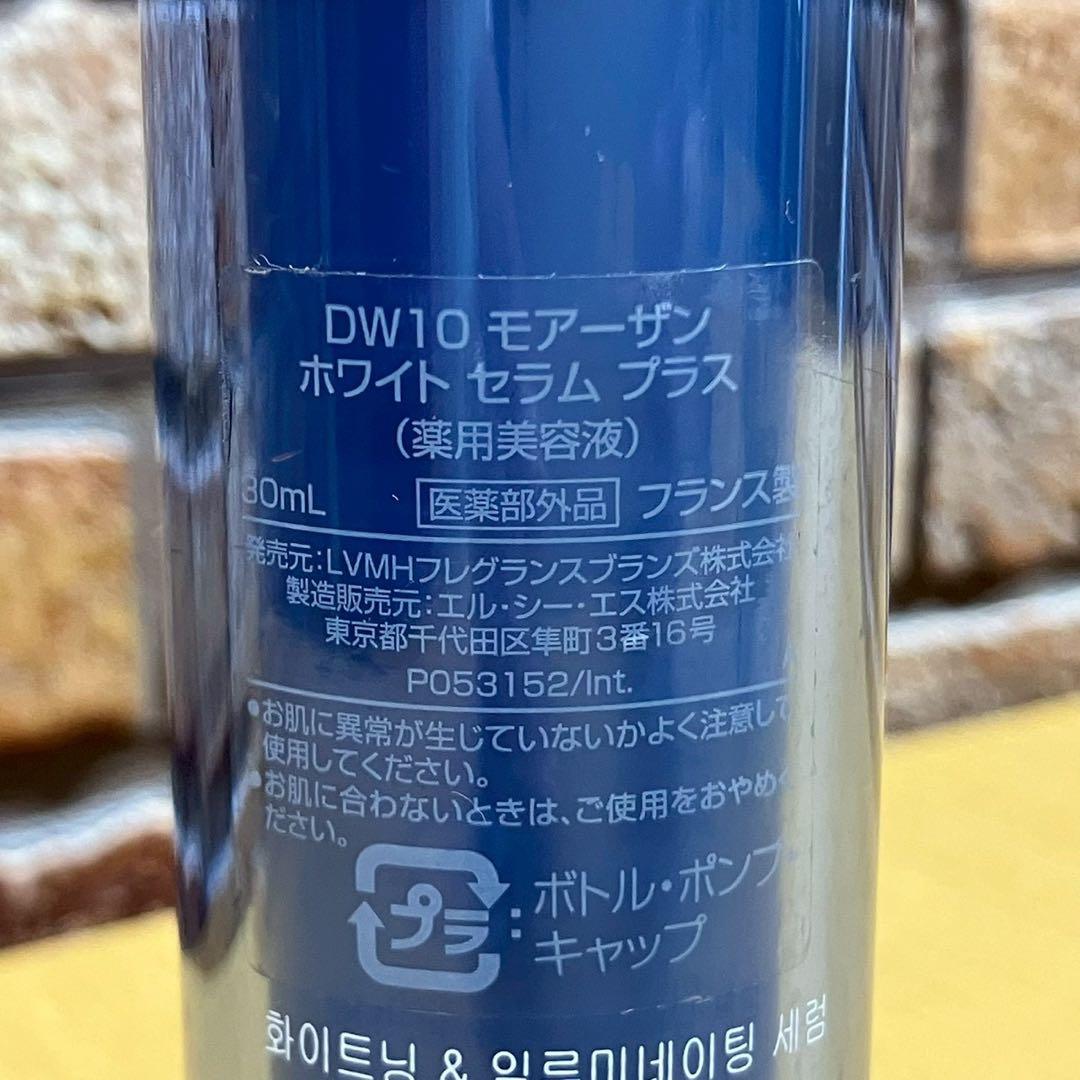 DW10 モアーザン
ホワイト セラム プラス
(薬用美容液)
30mL 医薬部外品 フランス製
発売元:LVMHフレグランスブランズ株式会社
製造販売元:エル・シー・エス株式会社
東京都千代田区隼町3番16号
P053152/Int.
•お肌に異常が生じていないかよく注意して
使用してください。
•お肌に合わないときは、ご使用をおやめく
ださい。
プラ : ボトル・ポンプ・
キャップ
화이트닝 & 일루미네이팅 세럼